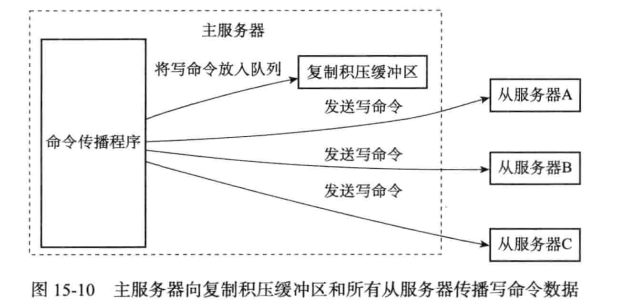 主服务器
将写命令放入队列
复制积压缓冲区
发送写命令
从服务器A
命令传播程序
发送写命令
从服务器B
发送写命令
从服务器C
图 15-10 主服务器向复制积压缓冲区和所有从服务器传播写命令数据